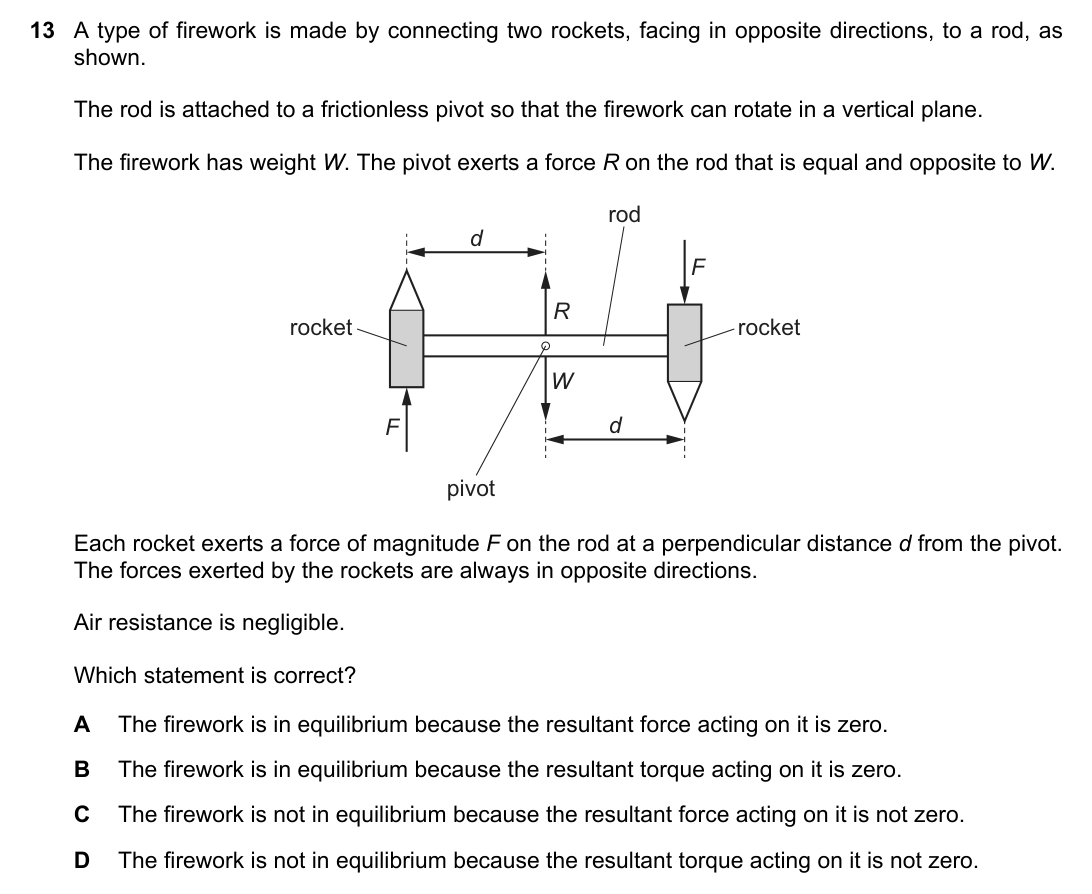 13 A type of firework is made by connecting two rockets, facing in opposite directions, to a rod, as
shown.
The rod is attached to a frictionless pivot so that the firework can rotate in a vertical plane.
The firework has weight W. The pivot exerts a force R on the rod that is equal and opposite to W.
rod
d
F
R
rocket
rocket
W
F
d
pivot
Each rocket exerts a force of magnitude F on the rod at a perpendicular distance d from the pivot.
The forces exerted by the rockets are always in opposite directions.
Air resistance is negligible.
Which statement is correct?
A The firework is in equilibrium because the resultant force acting on it is zero.
B The firework is in equilibrium because the resultant torque acting on it is zero.
C The firework is not in equilibrium because the resultant force acting on it is not zero.
D The firework is not in equilibrium because the resultant torque acting on it is not zero.